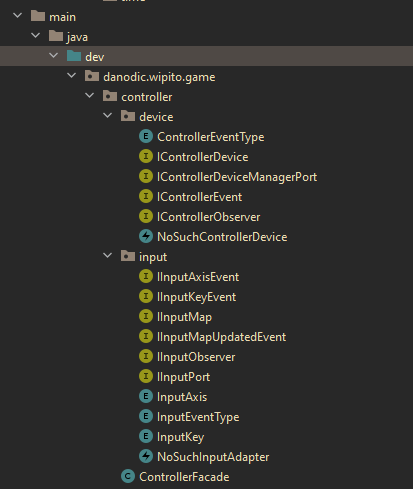 time
main
java
dev
danodic.wipito.game
controller
device
E ControllerEventType
I IControllerDevice
I IControllerDeviceManagerPort
I IControllerEvent
I IControllerObserver
NoSuchControllerDevice
input
I IInputAxisEvent
I IInputKeyEvent
I IInputMap
I IInputMapUpdatedEvent
I IInputObserver
I IInputPort
E InputAxis
E InputEventType
E InputKey
NoSuchInputAdapter
C ControllerFacade